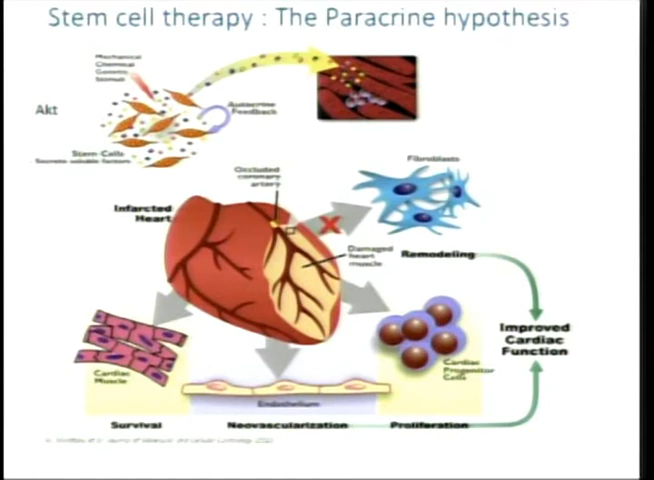 Stem cell therapy : The Paracrine hypothesis
Mechanical
Chemical
Genetic
Stimuli
Akt
Autocrine
Feedback
Stem-Cells
Secrete soluble factors
Occluded
coronary
artery
Fibroblasts
Infarcted
Heart
Damaged
heart
muscle
Remodeling
Improved
Cardiac
Function
Cardiac
Muscle
Cardiac
Progenitor
Cells
Endothelium
Survival
Neovascularization
Proliferation